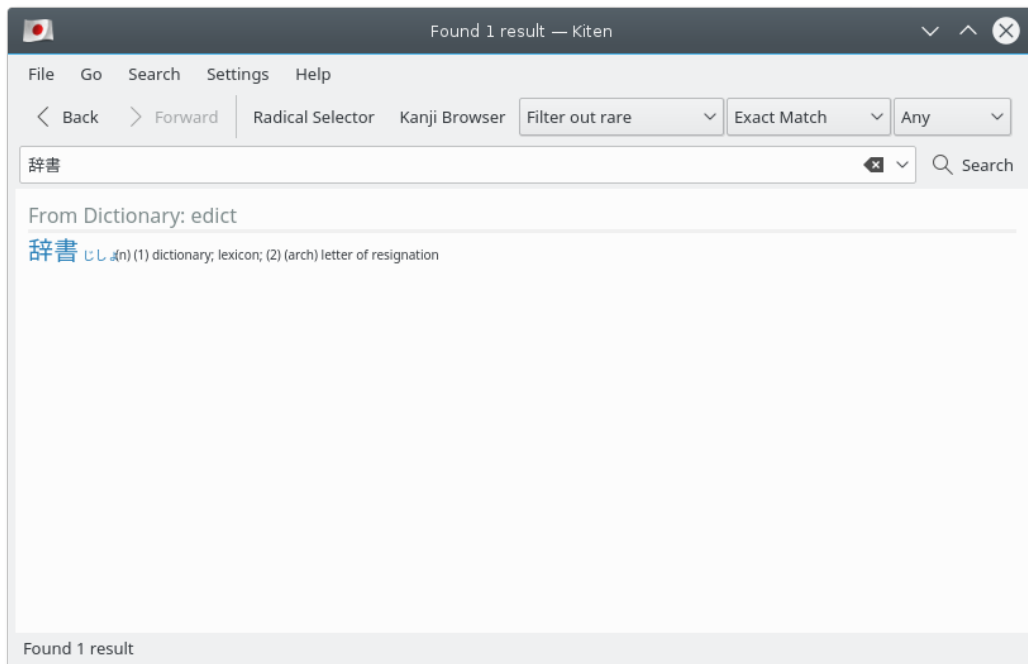 Found 1 result — Kiten
File Go Search Settings Help
Back Forward Radical Selector Kanji Browser Filter out rare Exact Match Any
辞書 Search
From Dictionary: edict
辞書 じしょ (n) (1) dictionary; lexicon; (2) (arch) letter of resignation
Found 1 result